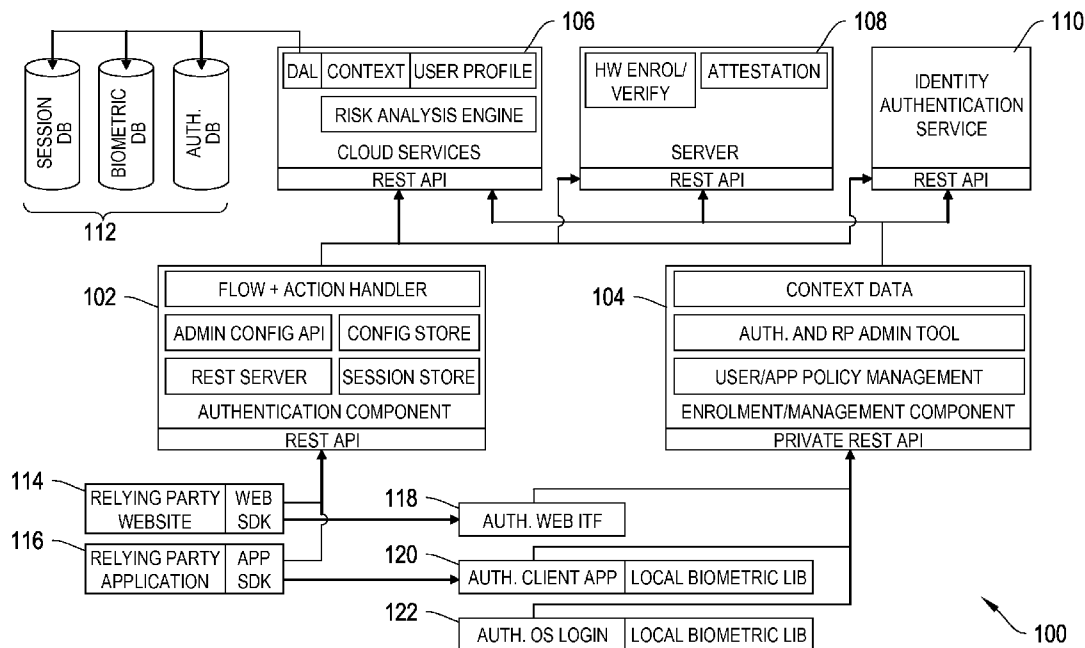 106
108
110
DAL
CONTEXT
USER PROFILE
RISK ANALYSIS ENGINE
CLOUD SERVICES
REST API
HW ENROL/
VERIFY
ATTESTATION
SERVER
REST API
IDENTITY
AUTHENTICATION
SERVICE
REST API
SESSION
DB
BIOMETRIC
DB
AUTH.
DB
112
102
FLOW + ACTION HANDLER
ADMIN CONFIG API
CONFIG STORE
REST SERVER
SESSION STORE
AUTHENTICATION COMPONENT
REST API
104
CONTEXT DATA
AUTH. AND RP ADMIN TOOL
USER/APP POLICY MANAGEMENT
ENROLMENT/MANAGEMENT COMPONENT
PRIVATE REST API
114
RELYING PARTY
WEBSITE
WEB
SDK
116
RELYING PARTY
APPLICATION
APP
SDK
118
AUTH. WEB ITF
120
AUTH. CLIENT APP
LOCAL BIOMETRIC LIB
122
AUTH. OS LOGIN
LOCAL BIOMETRIC LIB
100